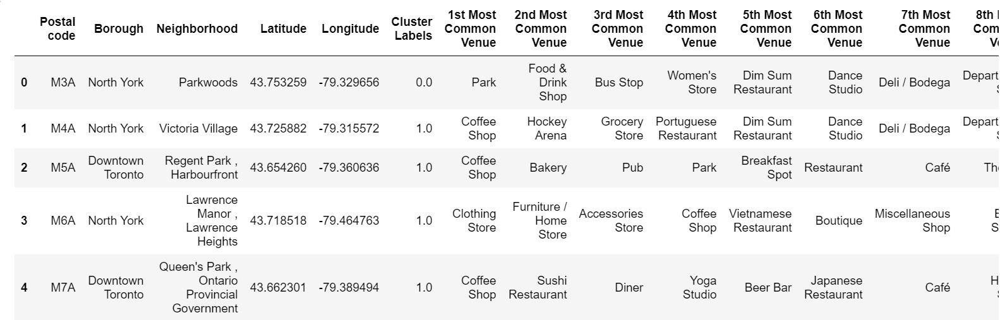 Postal code Borough Neighborhood Latitude Longitude Cluster Labels 1st Most Common Venue 2nd Most Common Venue 3rd Most Common Venue 4th Most Common Venue 5th Most Common Venue 6th Most Common Venue 7th Most Common Venue 8th
0 M3A North York Parkwoods 43.753259 -79.329656 0.0 Park Food & Drink Shop Bus Stop Women's Store Dim Sum Restaurant Dance Studio Deli / Bodega
1 M4A North York Victoria Village 43.725882 -79.315572 1.0 Coffee Shop Hockey Arena Grocery Store Portuguese Restaurant Dim Sum Restaurant Dance Studio Deli / Bodega
2 M5A Downtown Toronto Regent Park , Harbourfront 43.654260 -79.360636 1.0 Coffee Shop Bakery Pub Park Breakfast Spot Restaurant Café
3 M6A North York Lawrence Manor , Lawrence Heights 43.718518 -79.464763 1.0 Clothing Store Furniture / Home Store Accessories Store Coffee Shop Vietnamese Restaurant Boutique Miscellaneous Shop
4 M7A Downtown Toronto Queen's Park , Ontario Provincial Government 43.662301 -79.389494 1.0 Coffee Shop Sushi Restaurant Diner Yoga Studio Beer Bar Japanese Restaurant Café